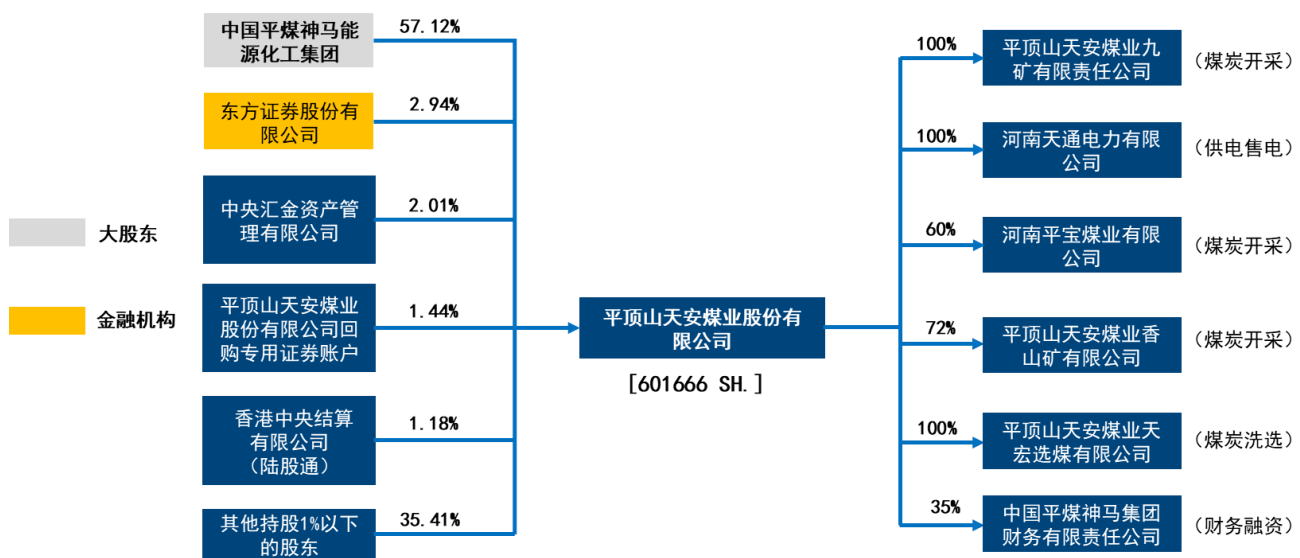 中国平煤神马能
源化工集团
57.12%
东方证券股份有
限公司
2.94%
中央汇金资产管
理有限公司
2.01%
平顶山天安煤业
股份有限公司回
购专用证券账户
1.44%
香港中央结算
有限公司
（陆股通）
1.18%
其他持股1%以下
的股东
35.41%
大股东
金融机构
平顶山天安煤业股份有
限公司
[601666 SH.]
100%
平顶山天安煤业九
矿有限责任公司
（煤炭开采）
100%
河南天通电力有限
公司
（供电售电）
60%
河南平宝煤业有限
公司
（煤炭开采）
72%
平顶山天安煤业香
山矿有限公司
（煤炭开采）
100%
平顶山天安煤业天
宏选煤有限公司
（煤炭洗选）
35%
中国平煤神马集团
财务有限责任公司
（财务融资）